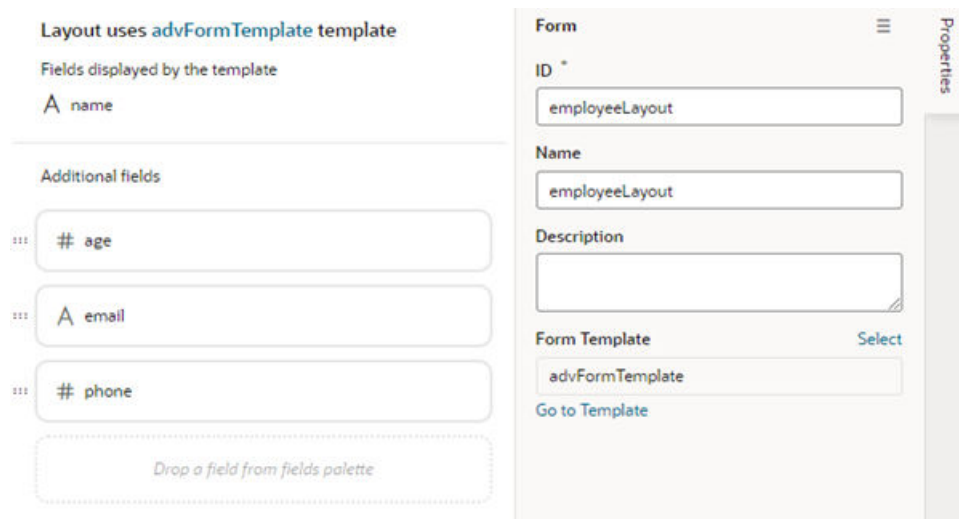 Layout uses advFormTemplate template
Fields displayed by the template
A name
Additional fields
# age
A email
# phone
Drop a field from fields palette
Form
ID *
employeeLayout
Name
employeeLayout
Description
Form Template Select
advFormTemplate
Go to Template
Properties